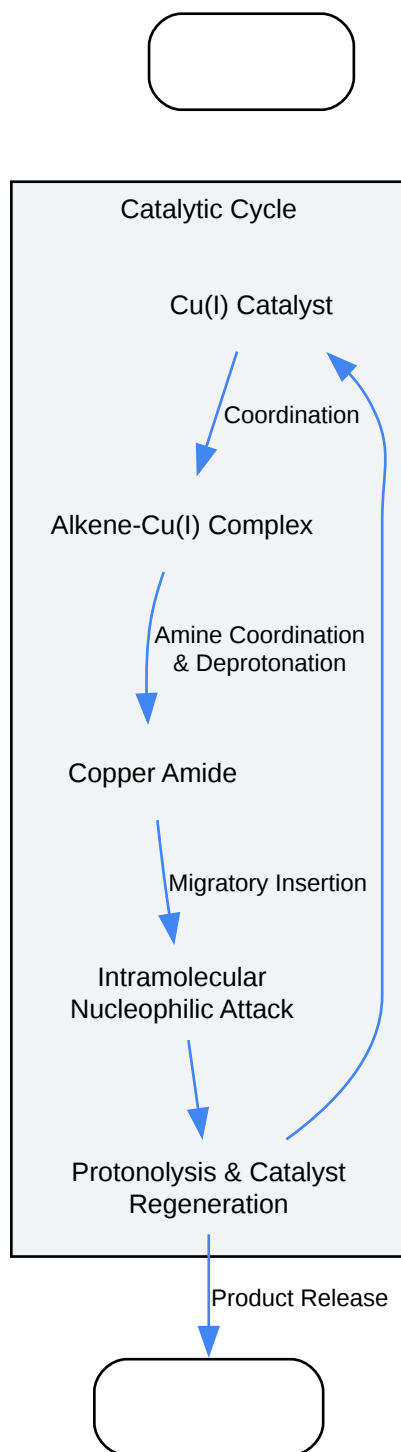 Catalytic Cycle
Cu(I) Catalyst
Coordination
Alkene-Cu(I) Complex
Amine Coordination
& Deprotonation
Copper Amide
Migratory Insertion
Intramolecular
Nucleophilic Attack
Protonolysis & Catalyst
Regeneration
Product Release